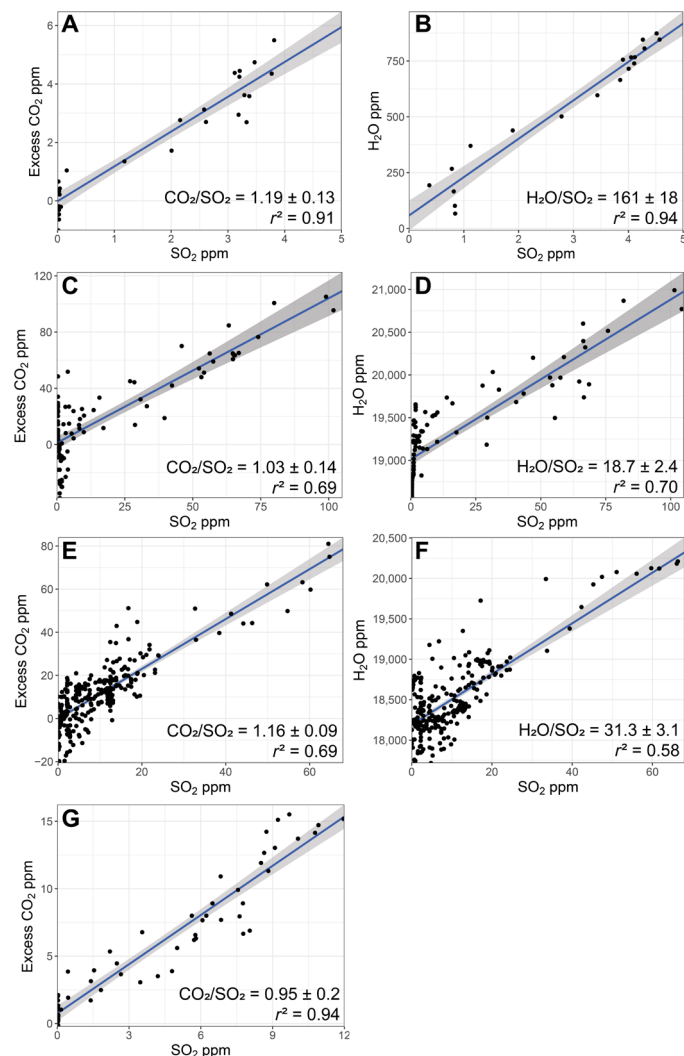 A
6
4
2
0
Excess CO₂ ppm
CO₂/SO₂ = 1.19 ± 0.13
r² = 0.91
0 1 2 3 4 5
SO₂ ppm
B
750
500
250
0
H₂O ppm
H₂O/SO₂ = 161 ± 18
r² = 0.94
0 1 2 3 4 5
SO₂ ppm
C
120
80
40
0
Excess CO₂ ppm
CO₂/SO₂ = 1.03 ± 0.14
r² = 0.69
0 25 50 75 100
SO₂ ppm
D
21,000
20,500
20,000
19,500
19,000
H₂O ppm
H₂O/SO₂ = 18.7 ± 2.4
r² = 0.70
0 25 50 75 100
SO₂ ppm
E
80
60
40
20
0
−20
Excess CO₂ ppm
CO₂/SO₂ = 1.16 ± 0.09
r² = 0.69
0 20 40 60
SO₂ ppm
F
20,500
20,000
19,500
19,000
18,500
18,000
H₂O ppm
H₂O/SO₂ = 31.3 ± 3.1
r² = 0.58
0 20 40 60
SO₂ ppm
G
15
10
5
0
Excess CO₂ ppm
CO₂/SO₂ = 0.95 ± 0.2
r² = 0.94
0 3 6 9 12
SO₂ ppm